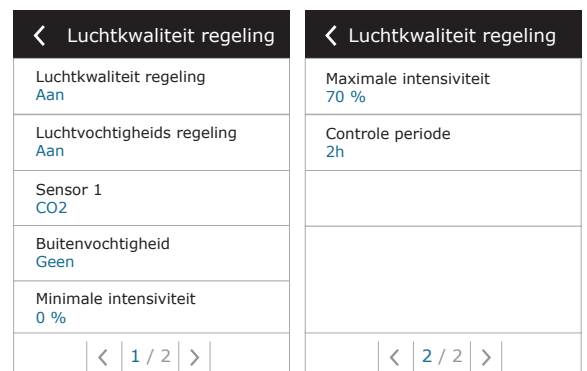 Luchtkwaliteit regeling
Luchtkwaliteit regeling
Aan
Luchtvochtigheids regeling
Aan
Sensor 1
CO2
Buitenvochtigheid
Geen
Minimale intensiviteit
0 %
1 / 2
Luchtkwaliteit regeling
Maximale intensiviteit
70 %
Controle periode
2h
2 / 2